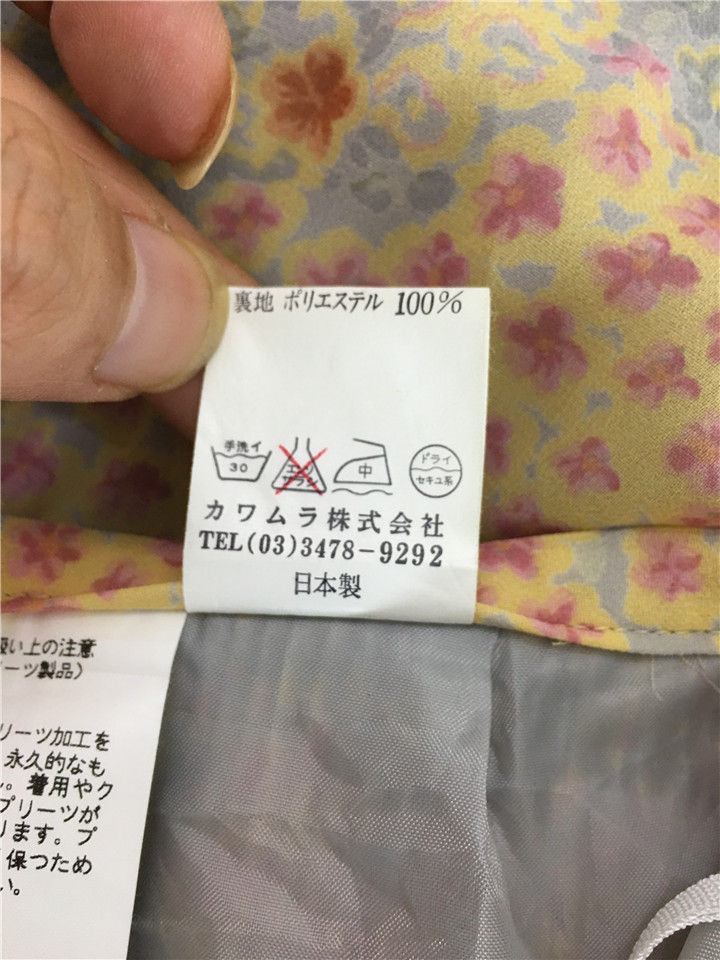 裏地 ポリエステル 100%
手洗イ
30
エンソ
サラシ
中
ドライ
セキユ系
カワムラ株式会社
TEL(03)3478-9292
日本製
扱い上の注意
ーツ製品)
リーツ加工を
永久的なも
。着用やク
プリーツが
ります。プ
保つため
い。